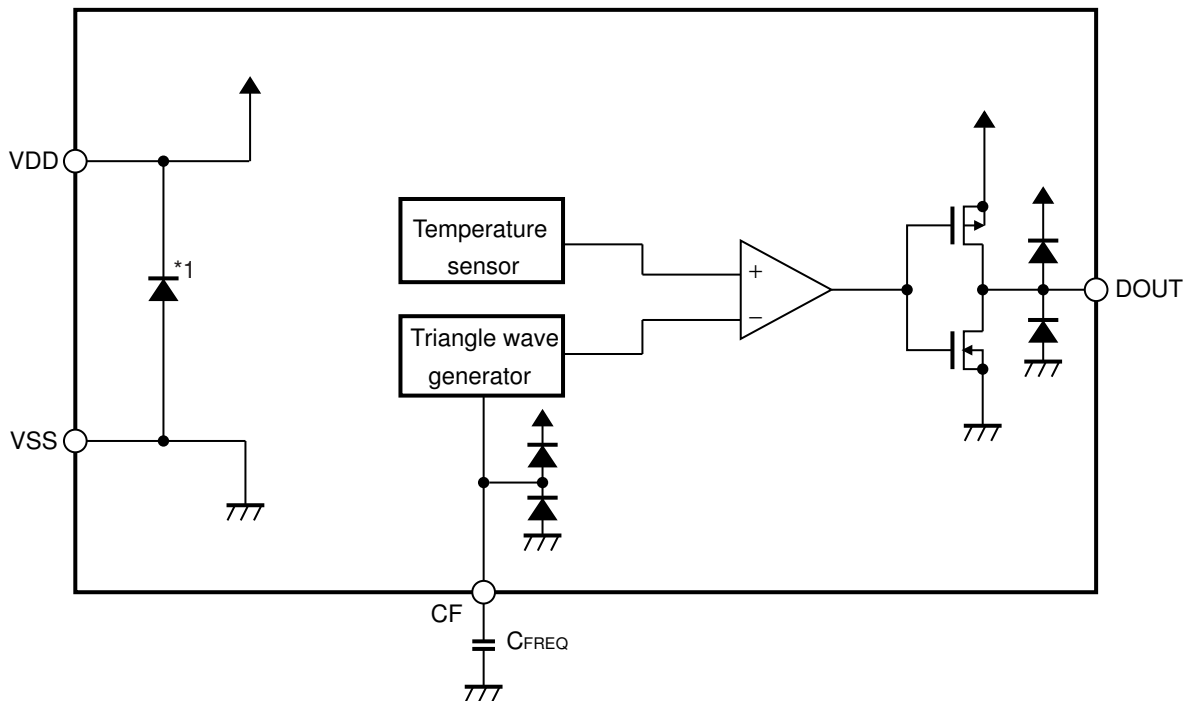 VDD
*1
Temperature
sensor
+
−
DOUT
Triangle wave
generator
VSS
CF
CFREQ